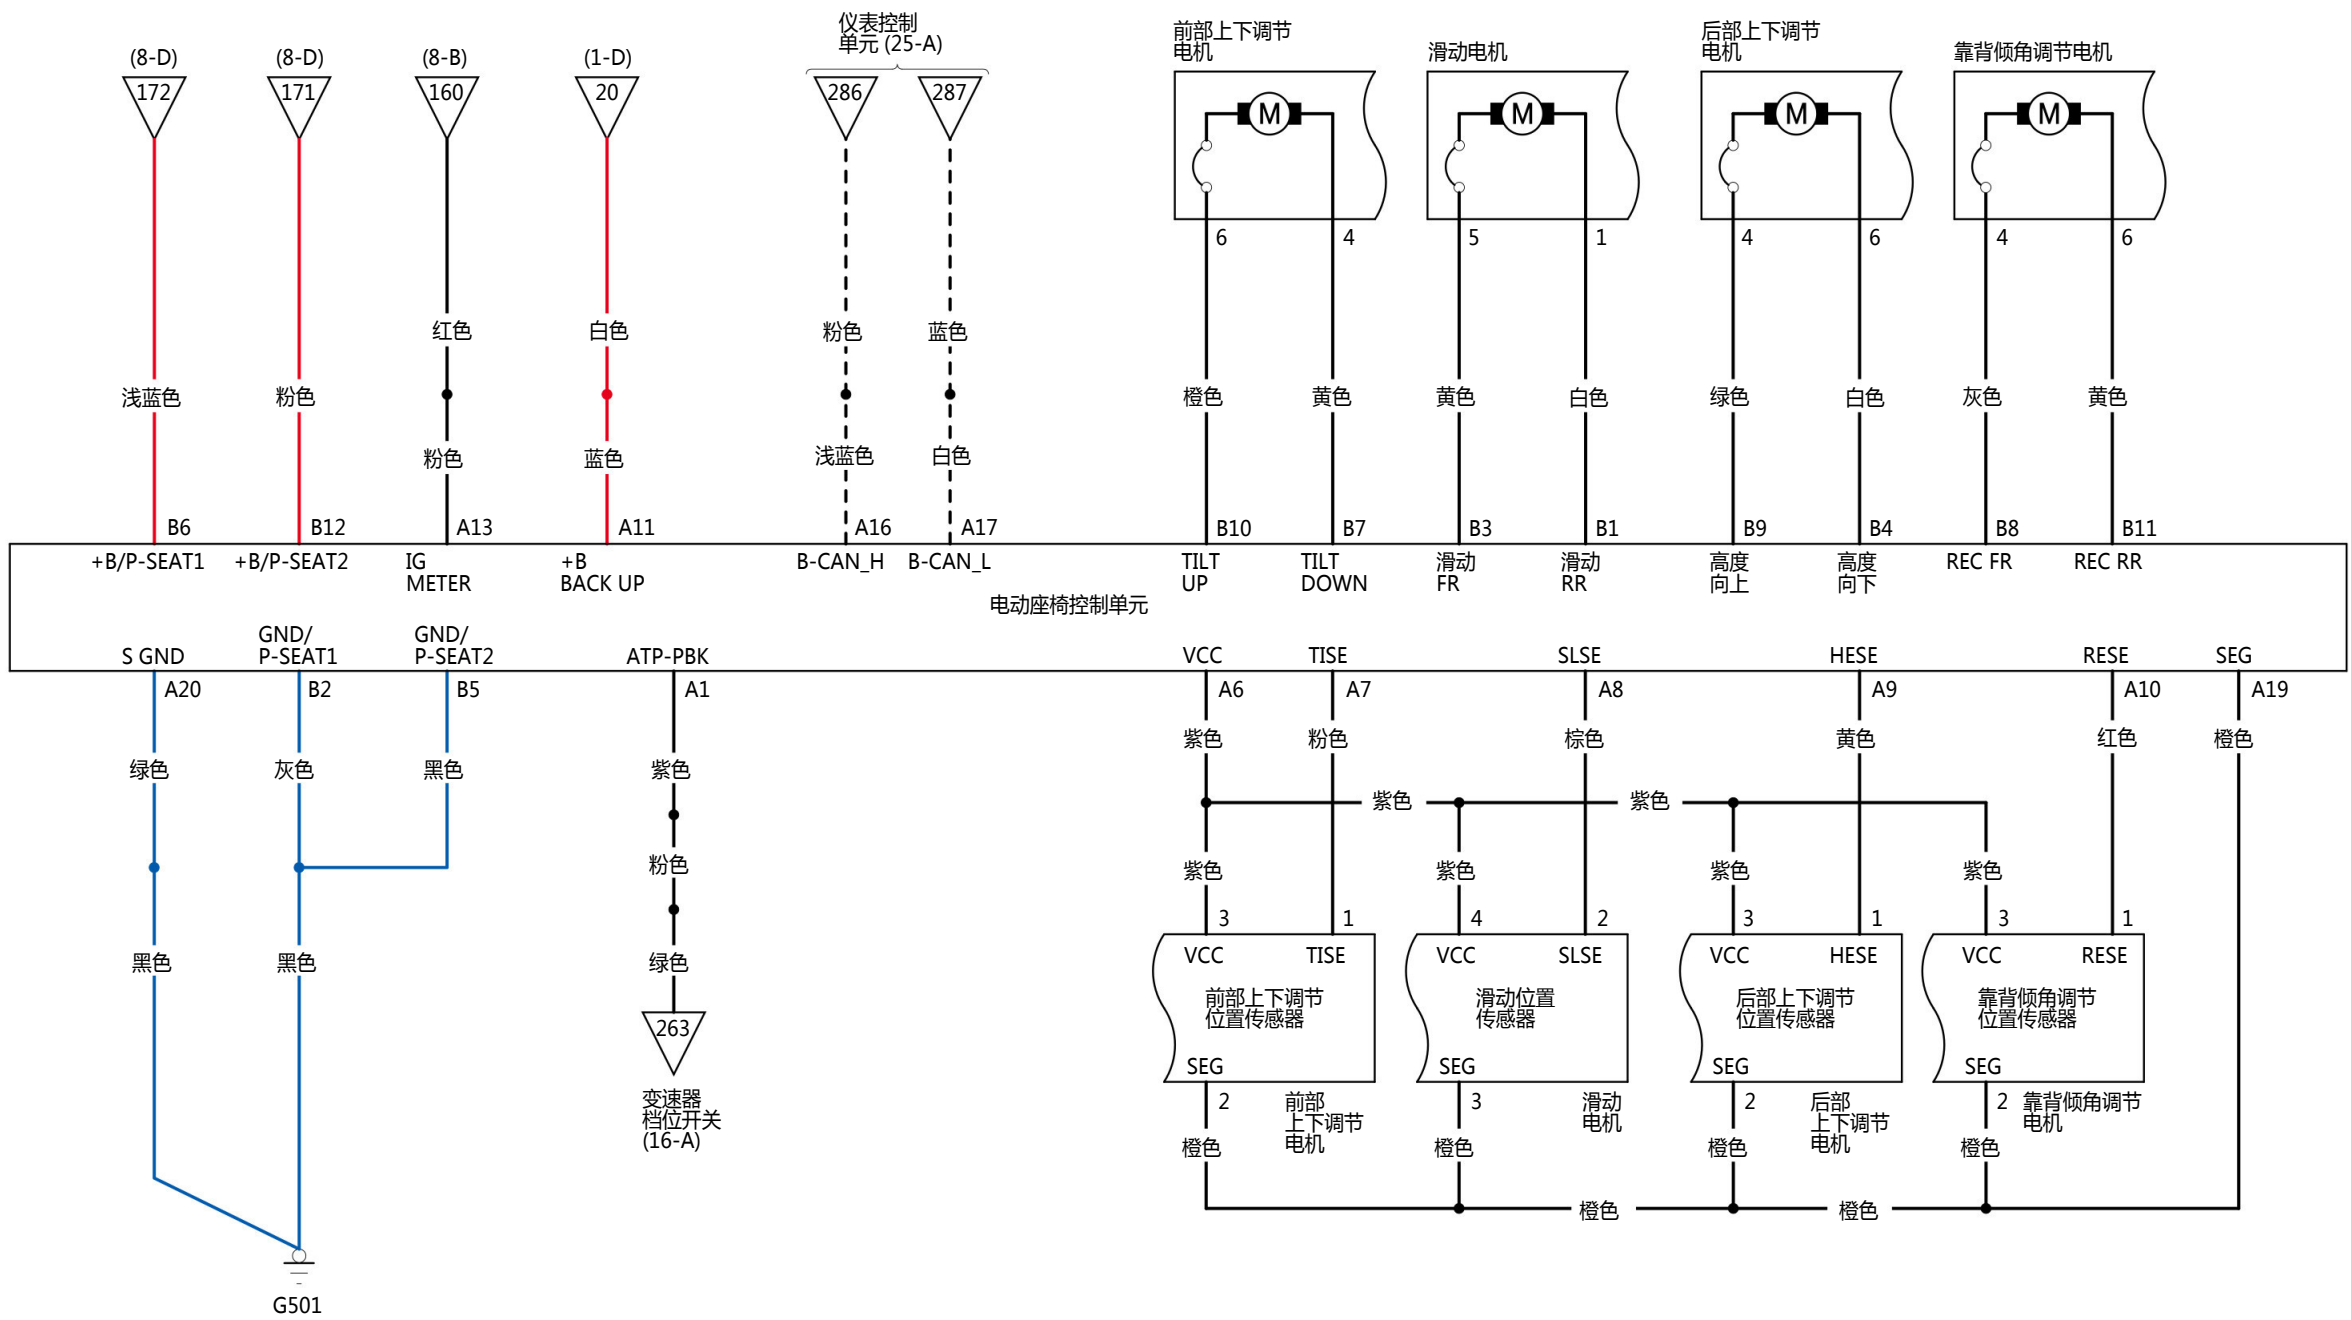 仪表控制
单元 (25-A)
(8-D)
(8-D)
(8-B)
(1-D)
172
171
160
20
286
287
前部上下调节
电机
滑动电机
后部上下调节
电机
靠背倾角调节电机
M
M
M
M
6
4
5
1
4
6
4
6
红色
白色
粉色
蓝色
浅蓝色
粉色
橙色
黄色
黄色
白色
绿色
白色
灰色
黄色
粉色
蓝色
浅蓝色
白色
B6
B12
A13
A11
A16
A17
B10
B7
B3
B1
B9
B4
B8
B11
+B/P-SEAT1
+B/P-SEAT2
IG
METER
+B
BACK UP
B-CAN_H
B-CAN_L
TILT
UP
TILT
DOWN
滑动
FR
滑动
RR
高度
向上
高度
向下
REC FR
REC RR
电动座椅控制单元
S GND
GND/
P-SEAT1
GND/
P-SEAT2
ATP-PBK
VCC
TISE
SLSE
HESE
RESE
SEG
A20
B2
B5
A1
A6
A7
A8
A9
A10
A19
绿色
灰色
黑色
紫色
紫色
粉色
棕色
黄色
红色
橙色
紫色
紫色
粉色
紫色
紫色
紫色
紫色
3
1
4
2
3
1
3
1
黑色
黑色
绿色
VCC
TISE
VCC
SLSE
VCC
HESE
VCC
RESE
前部上下调节
位置传感器
滑动位置
传感器
后部上下调节
位置传感器
靠背倾角调节
位置传感器
263
SEG
SEG
SEG
SEG
变速器
档位开关
(16-A)
2
前部
上下调节
电机
3
滑动
电机
2
后部
上下调节
电机
2
靠背倾角调节
电机
橙色
橙色
橙色
橙色
橙色
橙色
G501